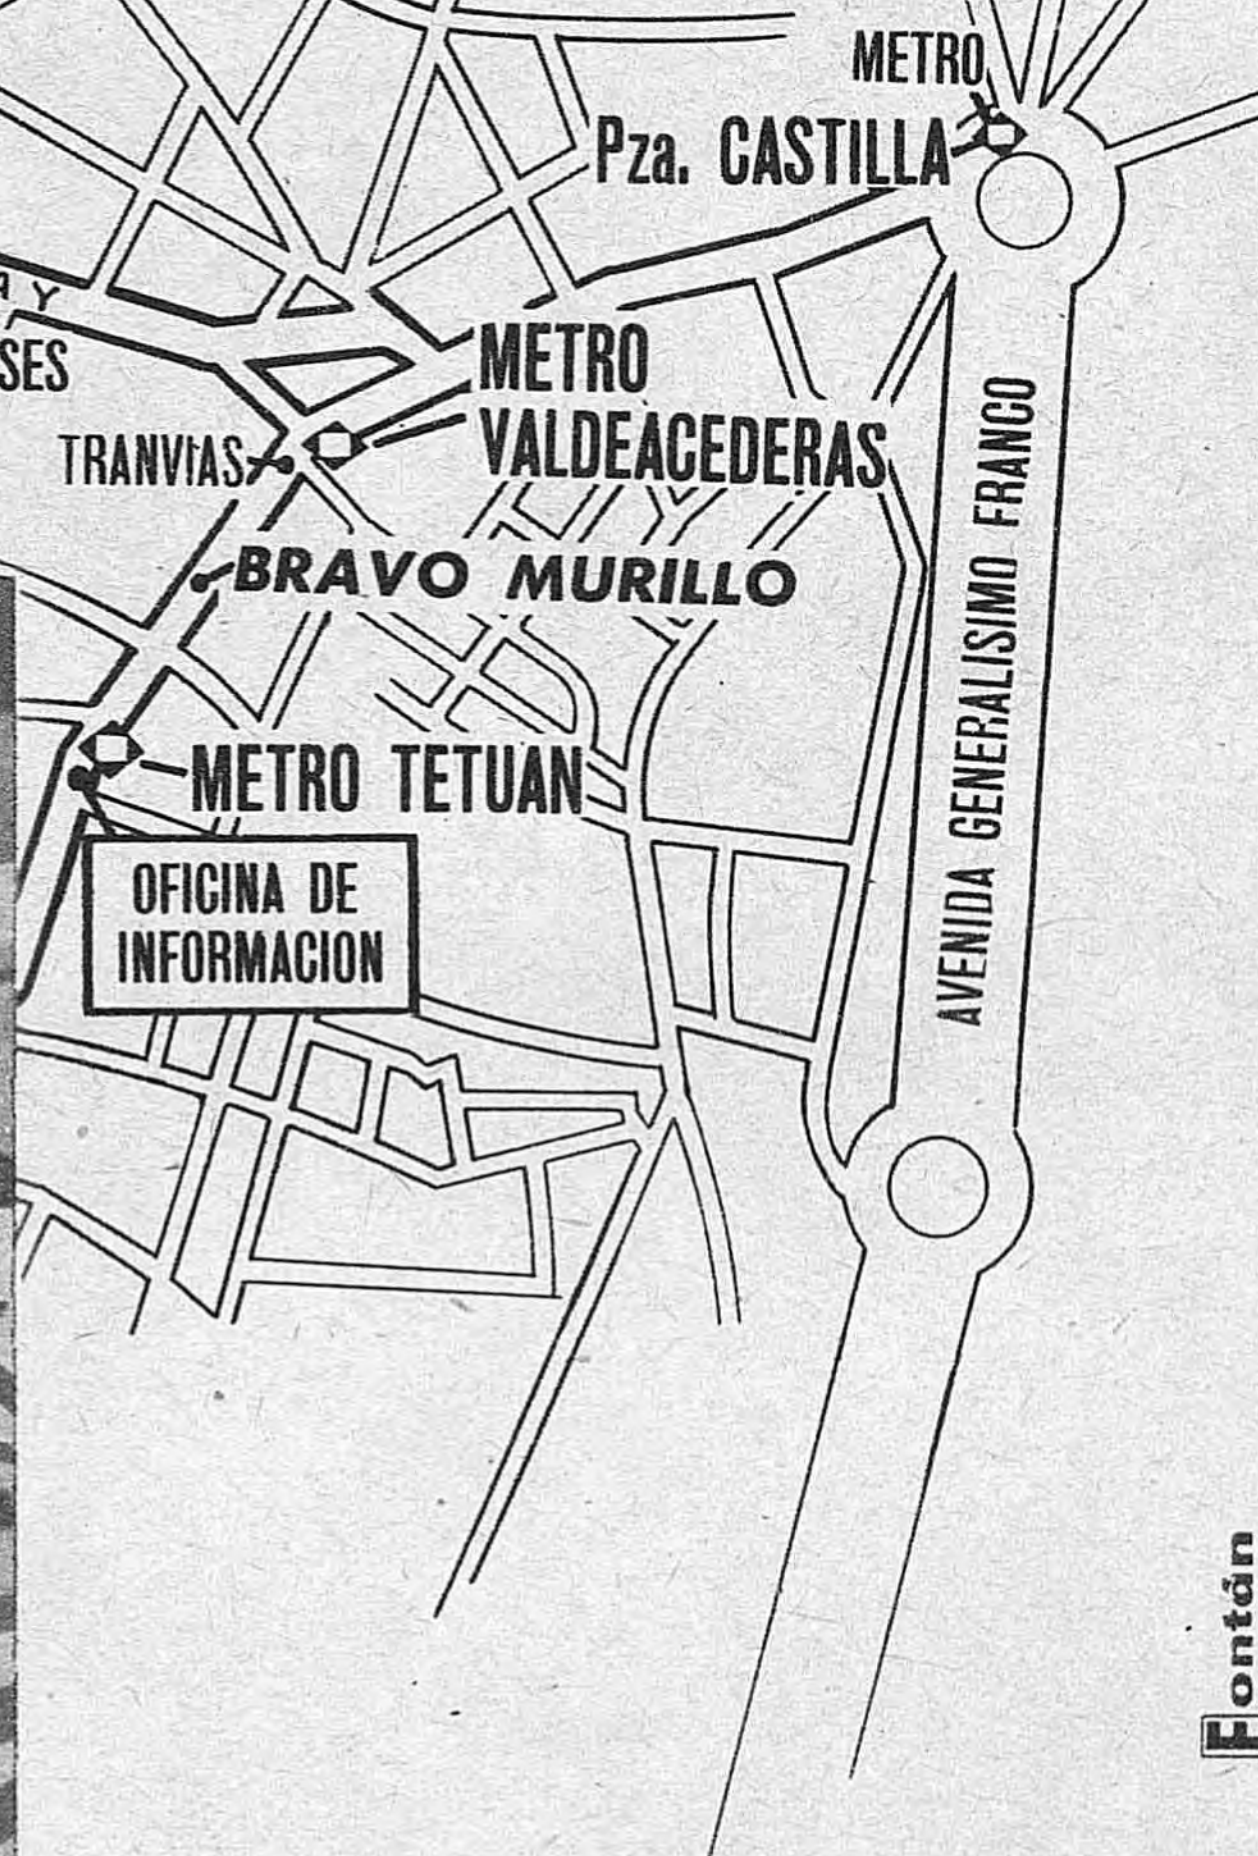 METRO
Pza. CASTILLA
A Y
SES
METRO
VALDEACEDERAS
TRANVIAS
BRAVO MURILLO
METRO TETUAN
OFICINA DE
INFORMACION
AVENIDA GENERALISIMO FRANCO
Fontán